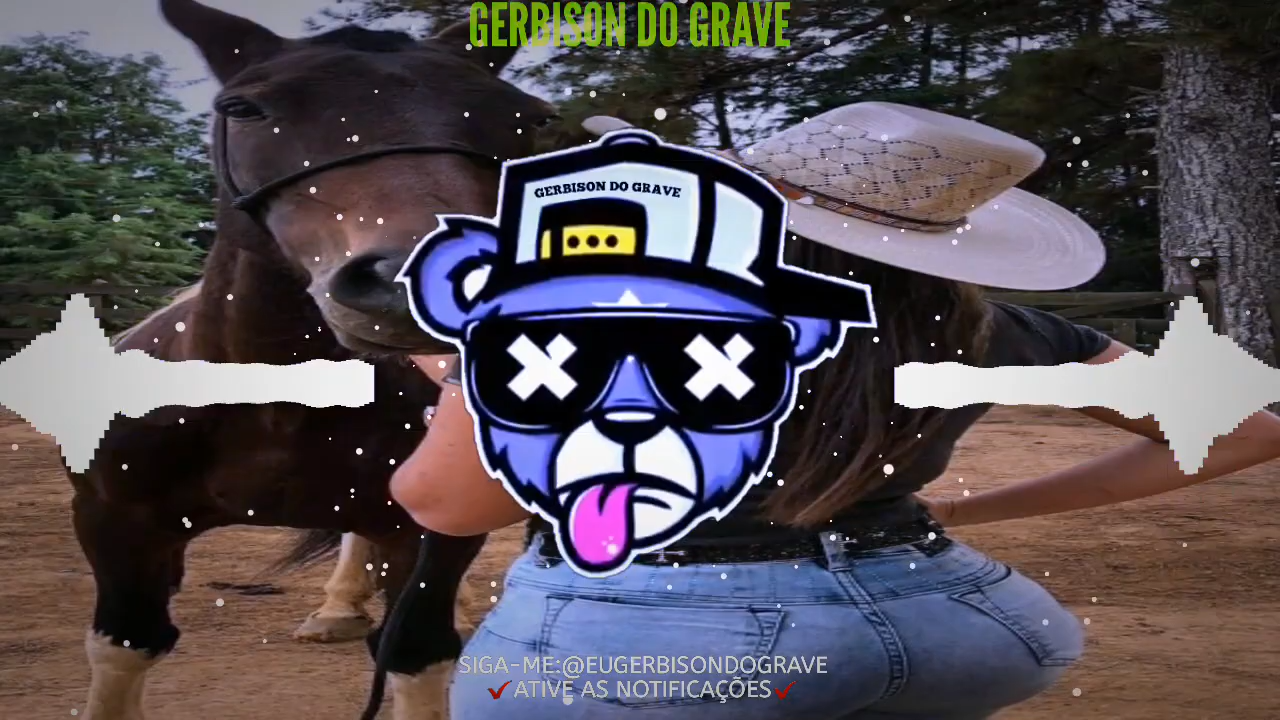 GERBISON DO GRAVE
GERBISON DO GRAVE
SIGA-ME:@EUGERBISONDOGRAVE
✔ATIVE AS NOTIFICAÇÕES✔